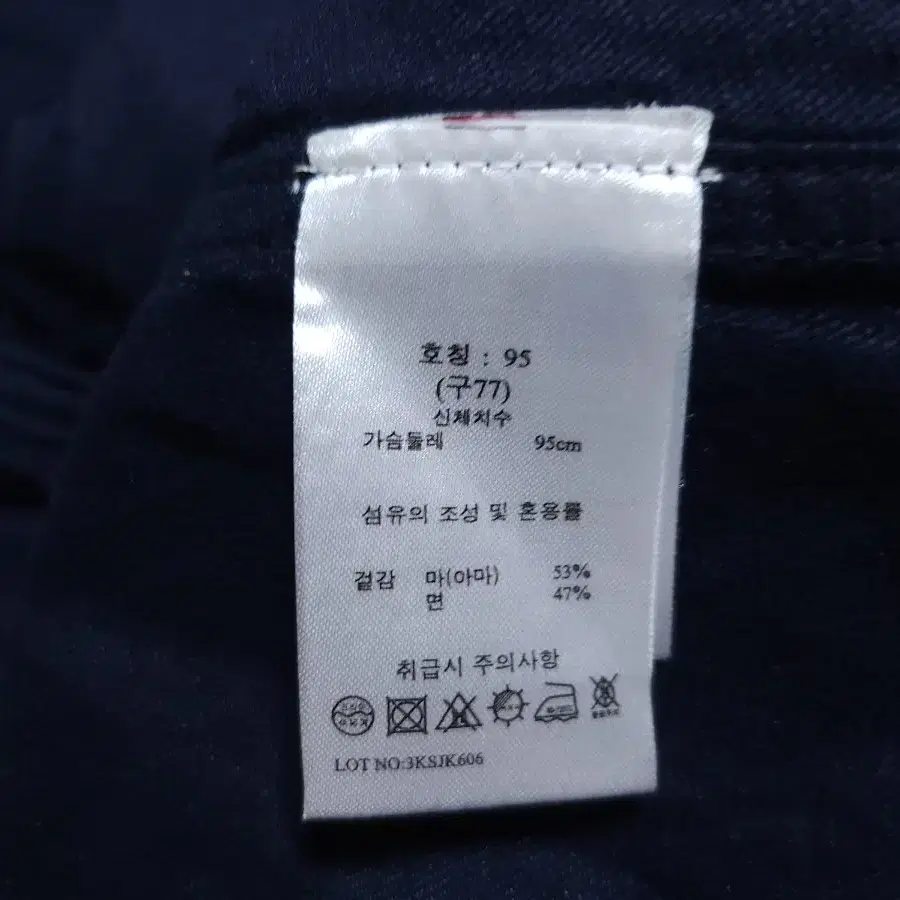 호칭 : 95
(구77)
신체치수
가슴둘레 95cm
섬유의 조성 및 혼용률
겉감 마(아마) 53%
면 47%
취급시 주의사항
LOT NO:3KSJK606